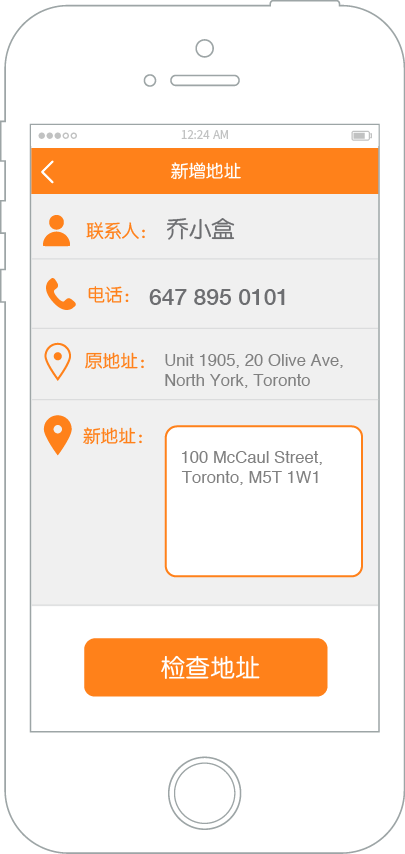 12:24 AM
新增地址
联系人： 乔小盒
电话： 647 895 0101
原地址： Unit 1905, 20 Olive Ave,
North York, Toronto
新地址：
100 McCaul Street,
Toronto, M5T 1W1
检查地址